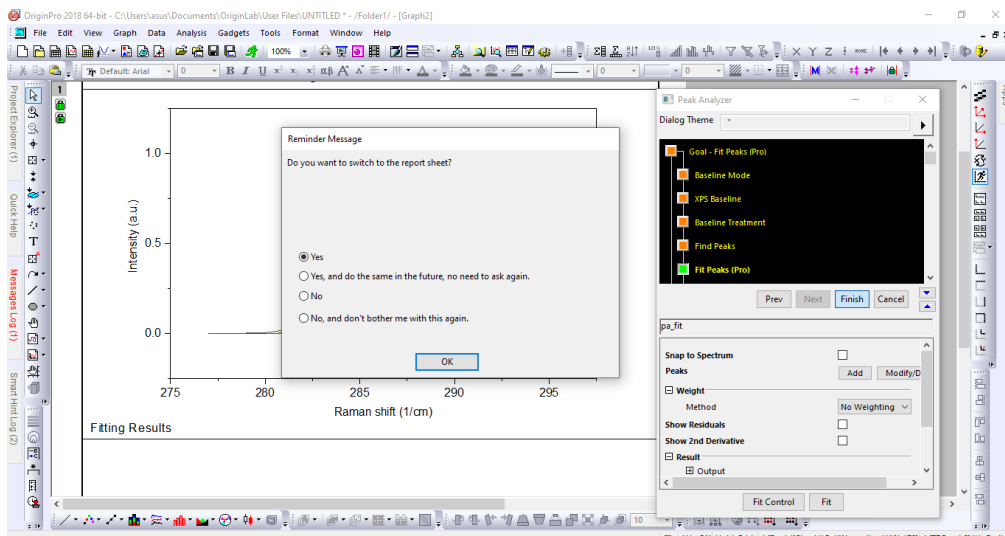 OriginPro 2018 64-bit - C:\Users\asus\Documents\OriginLab\User Files\UNTITLED * - /Folder1/ - [Graph2]
File Edit View Graph Data Analysis Gadgets Tools Format Window Help
100%
Default: Arial 0 B I U αβ A A 0 0
Project Explorer (1)
Quick Help
Messages Log (1)
Smart Hint Log (2)
1
Reminder Message
Do you want to switch to the report sheet?
Yes
Yes, and do the same in the future, no need to ask again.
No
No, and don't bother me with this again.
OK
1.0
0.5
0.0
Intensity (a.u.)
275 280 285 290 295
Raman shift (1/cm)
Fitting Results
Peak Analyzer
Dialog Theme *
Goal - Fit Peaks (Pro)
Baseline Mode
XPS Baseline
Baseline Treatment
Find Peaks
Fit Peaks (Pro)
Prev Next Finish Cancel
pa_fit
Snap to Spectrum
Peaks Add Modify/D
Weight
Method No Weighting
Show Residuals
Show 2nd Derivative
Result
Output
Fit Control Fit
10